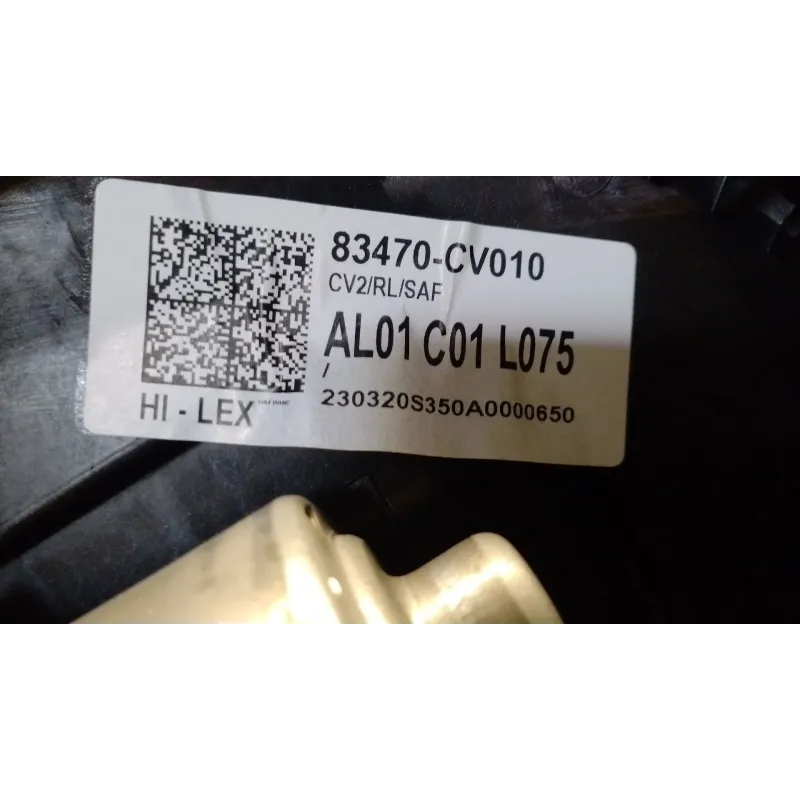 83470-CV010
CV2/RL/SAF
AL01 C01 L075
/
230320S350A0000650
HI - LEX